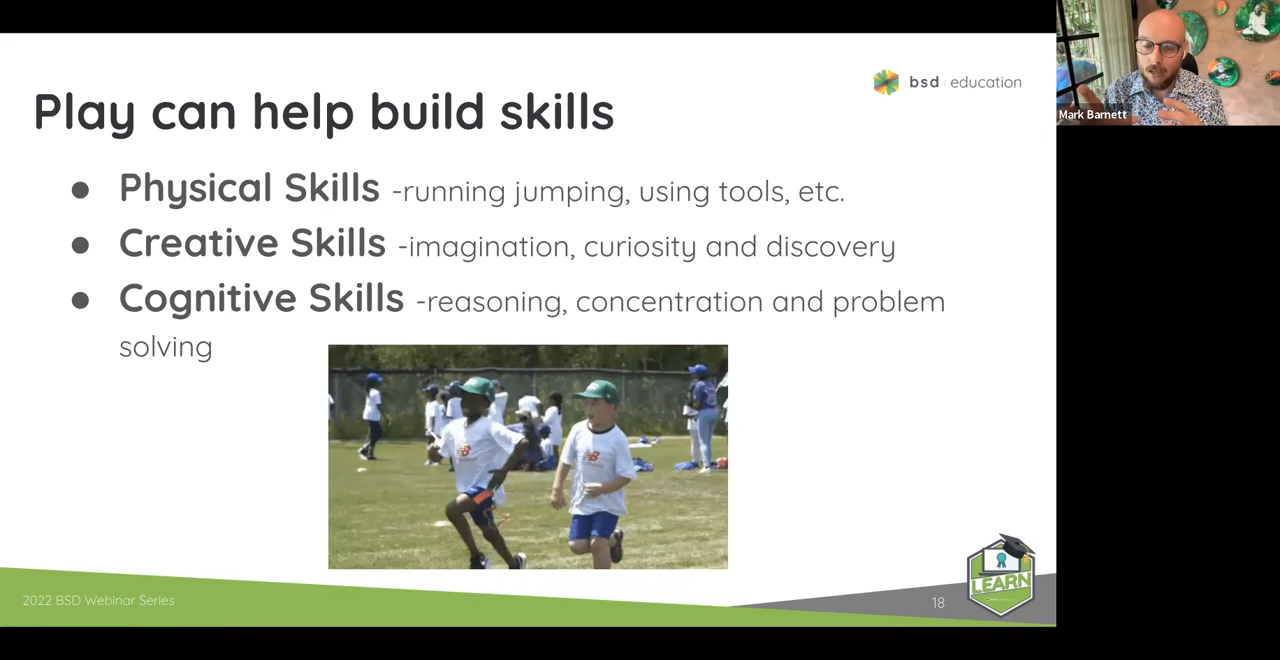 Play can help build skills
bsd education
Mark Barnett
● Physical Skills -running jumping, using tools, etc.
● Creative Skills -imagination, curiosity and discovery
● Cognitive Skills -reasoning, concentration and problem
solving
LEARN
2022 BSD Webinar Series
18